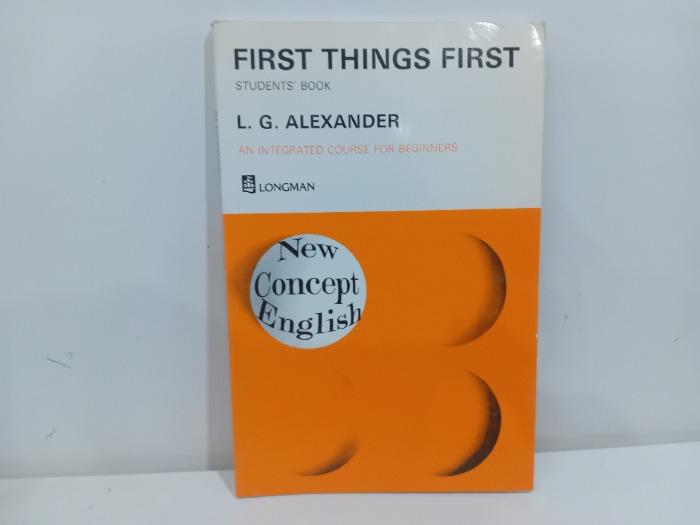 FIRST THINGS FIRST
STUDENTS' BOOK
L. G. ALEXANDER
AN INTEGRATED COURSE FOR BEGINNERS
LONGMAN
New
Concept
English